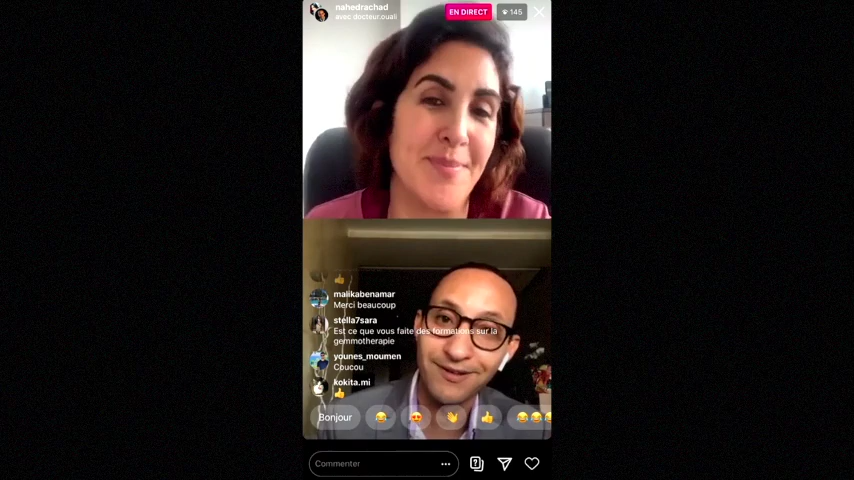 nahedrachad
avec docteur.ouali
EN DIRECT
145
malikabenamar
Merci beaucoup
stella7sara
Est ce que vous faite des formations sur la
gemmotherapie
younes_moumen
Coucou
kokita.mi
Bonjour
Commenter